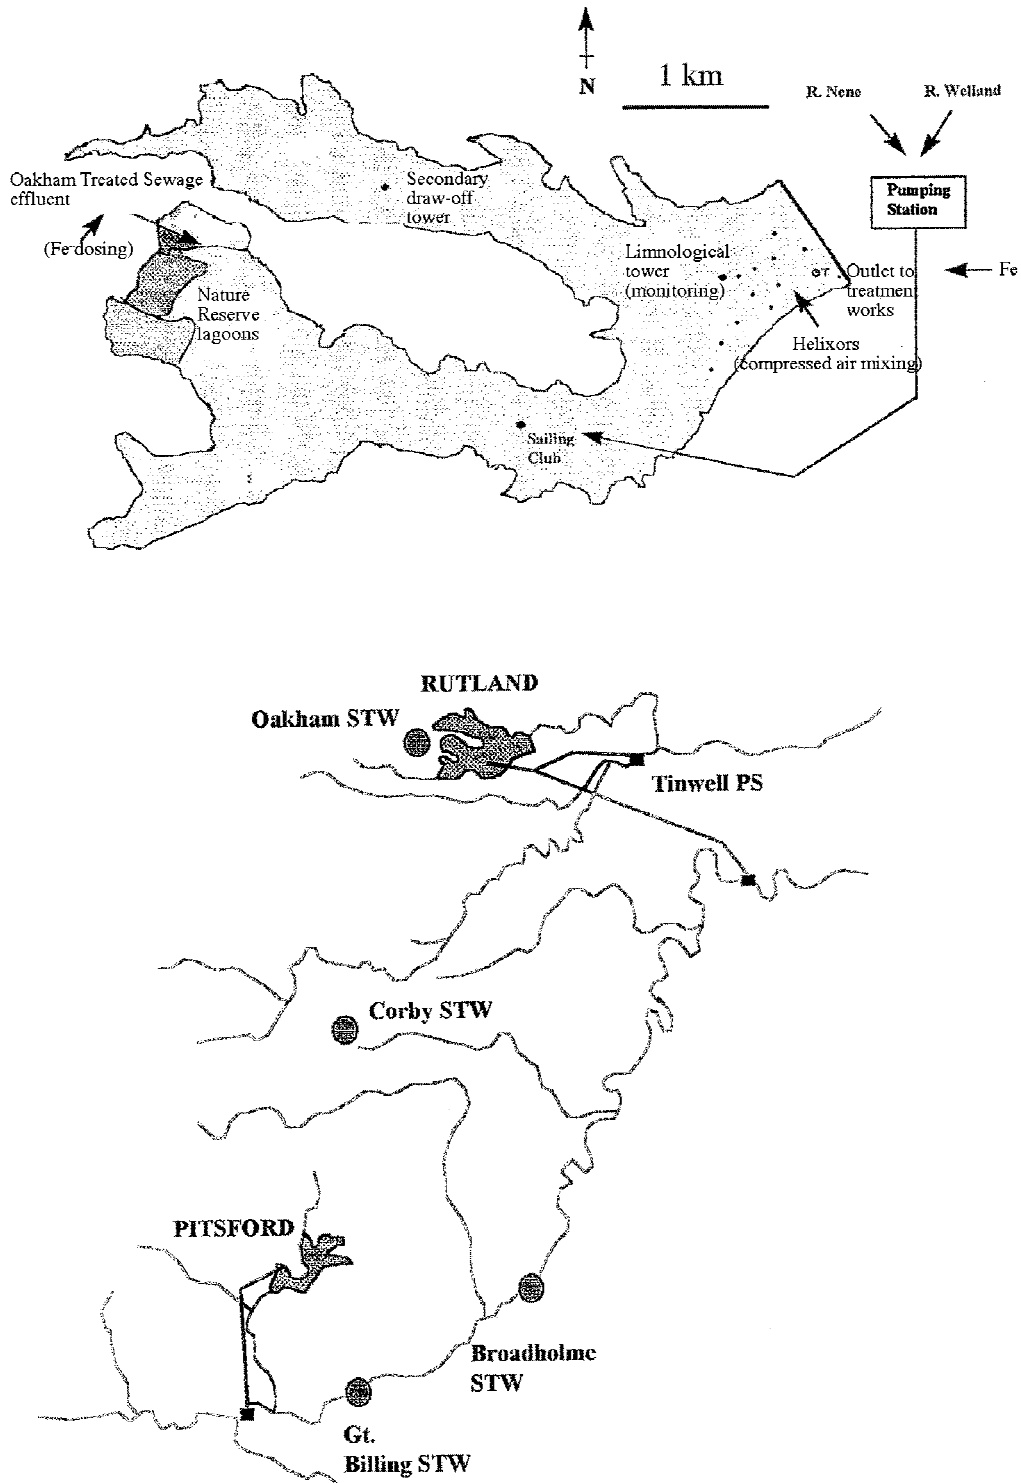 N
1 km
R. Nene
R. Welland
Pumping
Station
Oakham Treated Sewage
effluent
(Fe dosing)
Secondary
draw-off
tower
Limnological
tower
(monitoring)
Outlet to
treatment
works
Fe
Nature
Reserve
lagoons
Helixors
(compressed air mixing)
Sailing
Club
RUTLAND
Oakham STW
Tinwell PS
Corby STW
PITSFORD
Broadholme
STW
Gt.
Billing STW